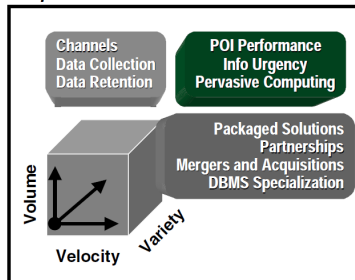 Channels
Data Collection
Data Retention
POI Performance
Info Urgency
Pervasive Computing
Packaged Solutions
Partnerships
Mergers and Acquisitions
DBMS Specialization
Volume
Velocity
Variety